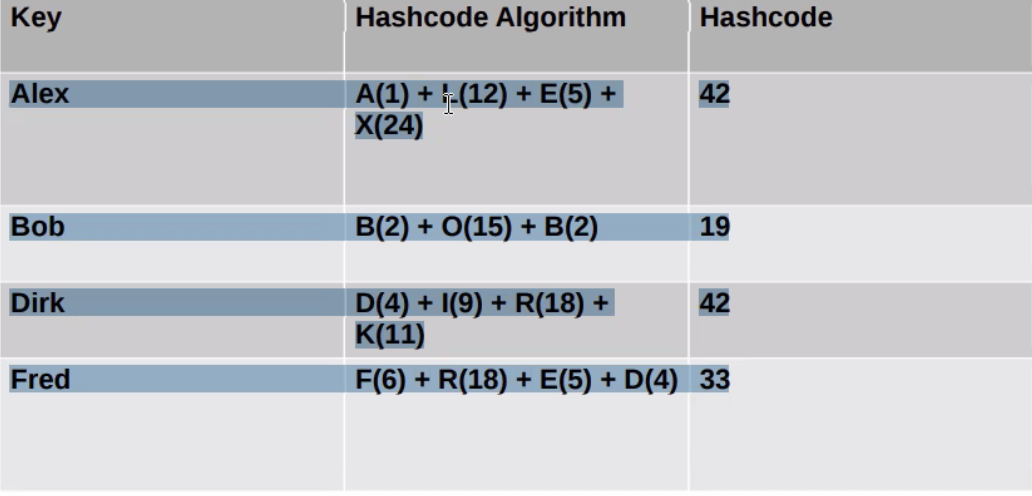 Key Hashcode Algorithm Hashcode
Alex A(1) + L(12) + E(5) + 42
X(24)
Bob B(2) + O(15) + B(2) 19
Dirk D(4) + I(9) + R(18) + 42
K(11)
Fred F(6) + R(18) + E(5) + D(4) 33